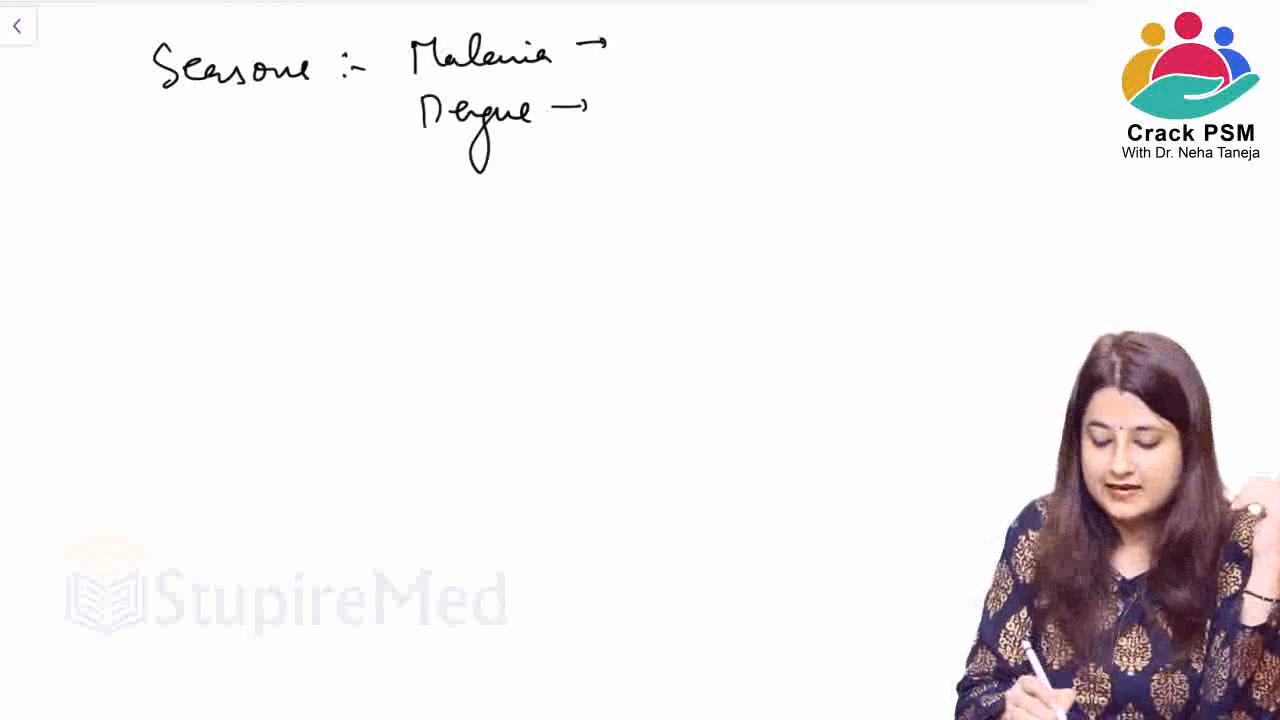 Seasons :- Malaria →
Dengue →
Crack PSM
With Dr. Neha Taneja
StupireMed